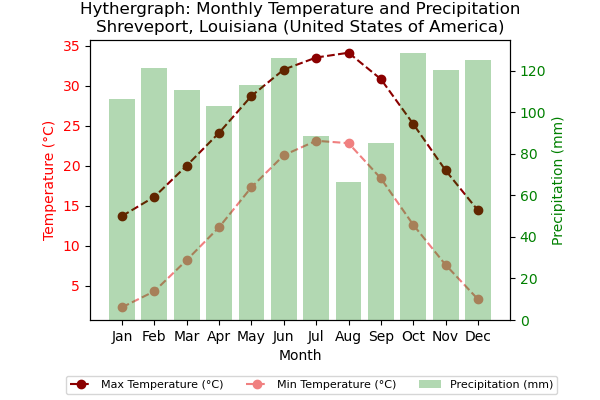 Hythergraph: Monthly Temperature and Precipitation
Shreveport, Louisiana (United States of America)
35
30
25
20
15
10
5
Temperature (°C)
120
100
80
60
40
20
0
Precipitation (mm)
Jan Feb Mar Apr May Jun Jul Aug Sep Oct Nov Dec
Month
Max Temperature (°C) Min Temperature (°C) Precipitation (mm)